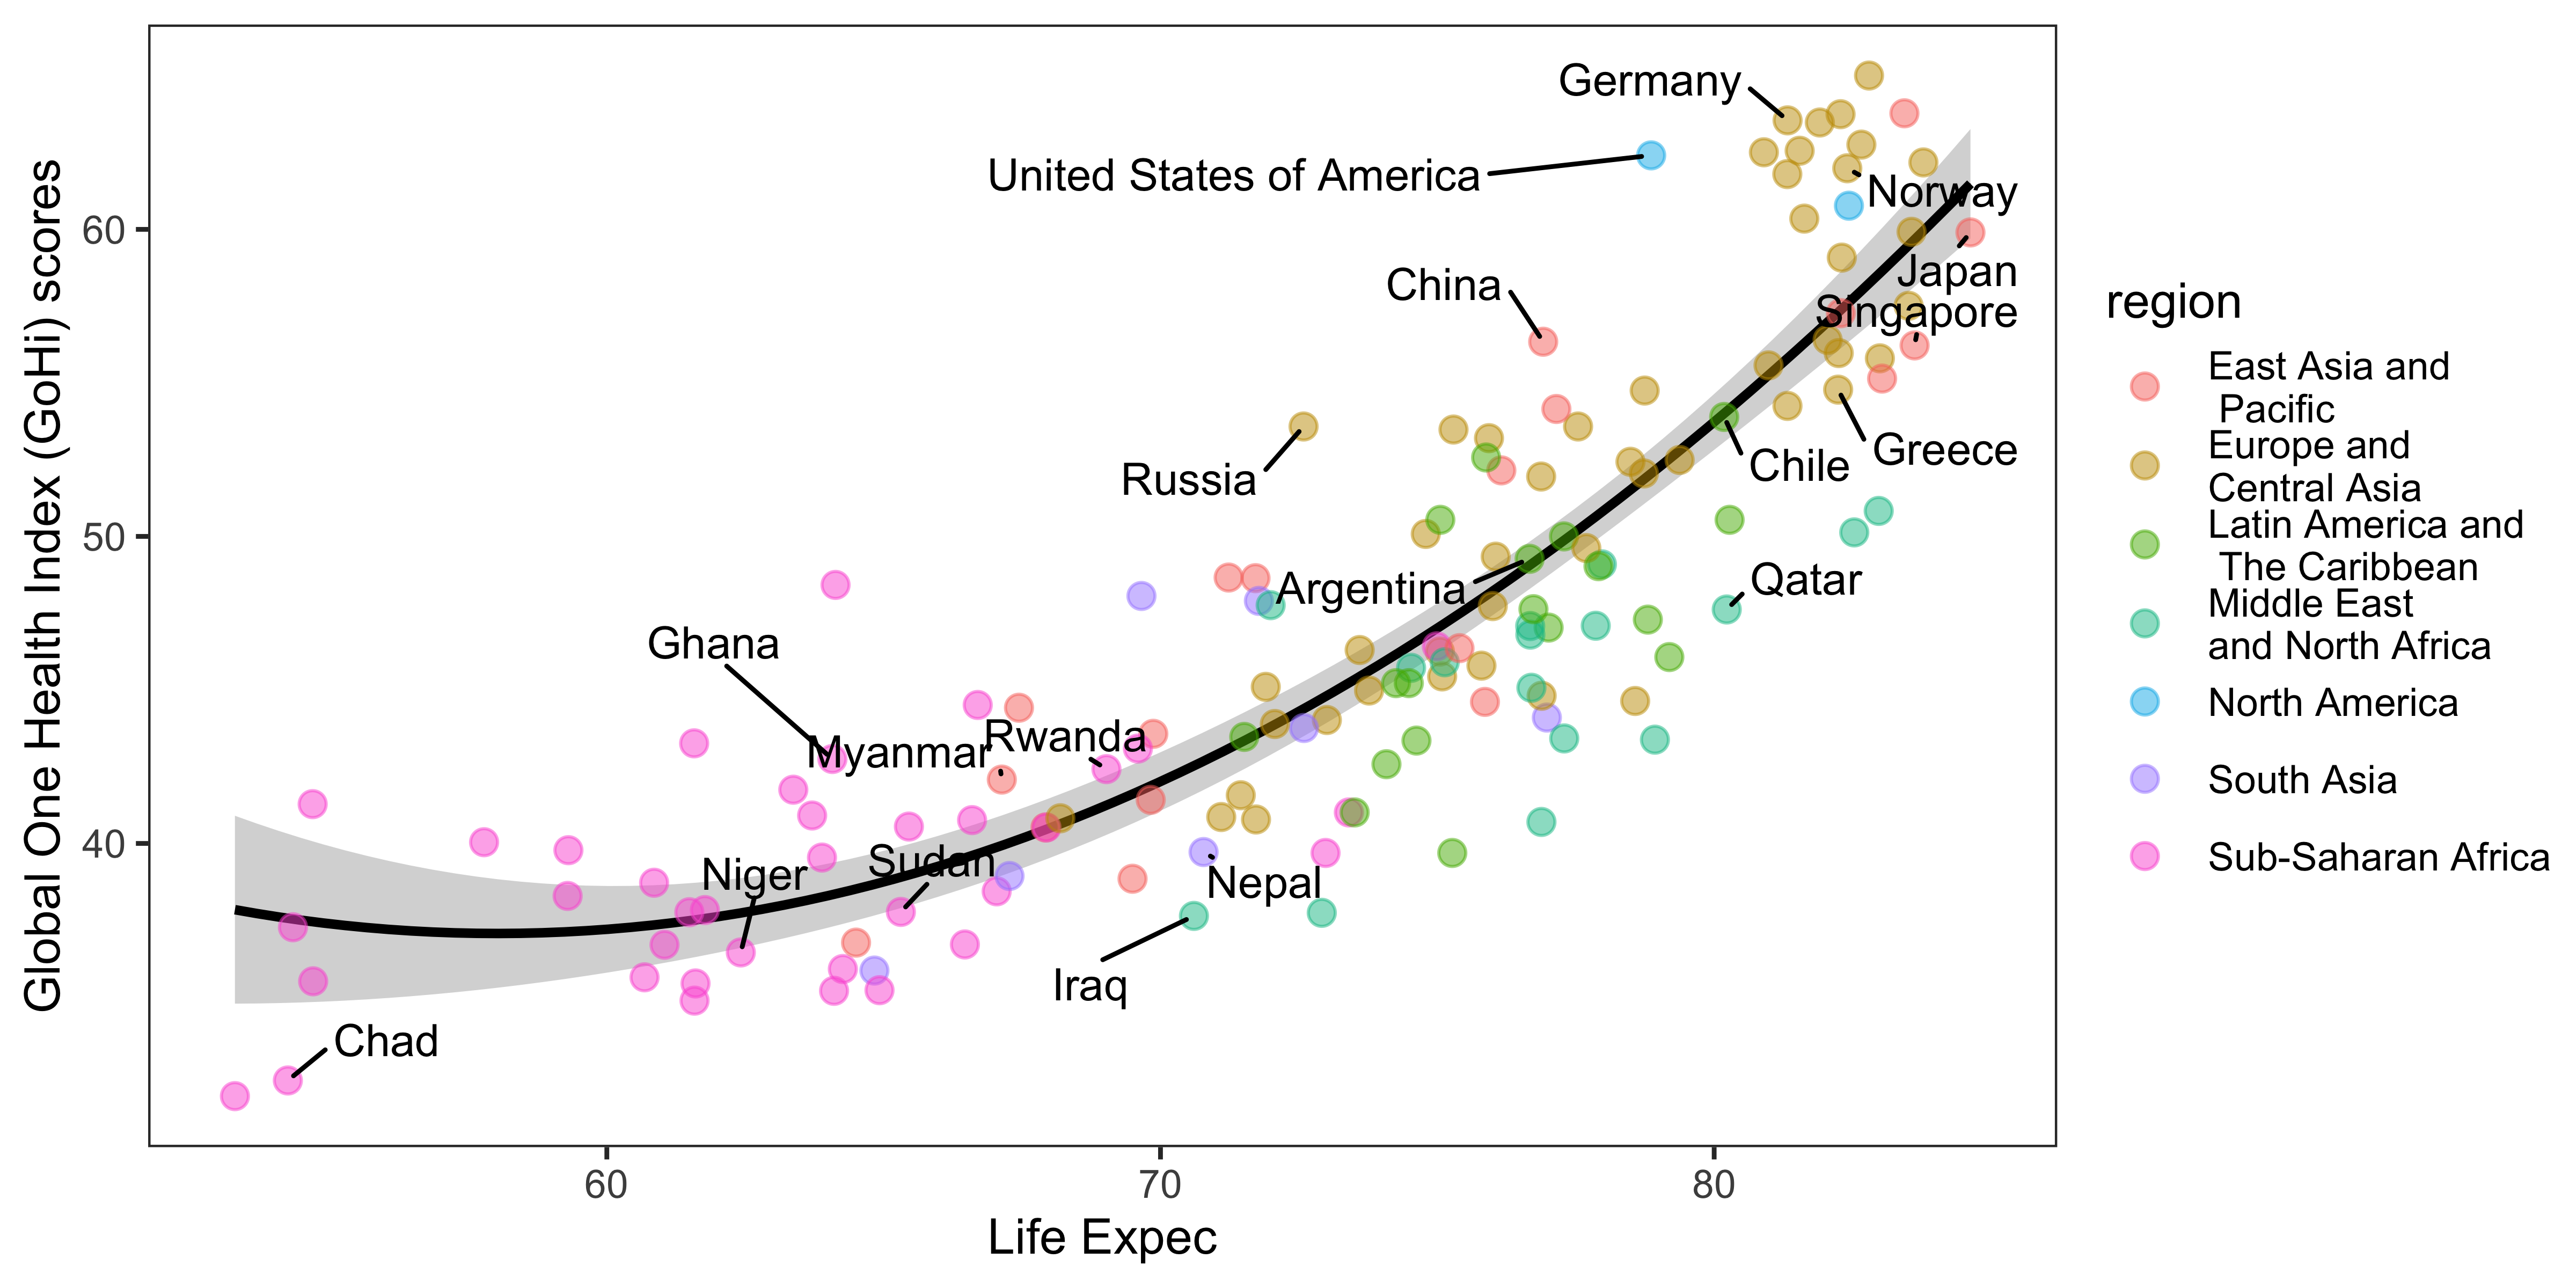 Global One Health Index (GoHi) scores
60
50
40
Germany
United States of America
Norway
China
Japan
Singapore
Russia
Chile
Greece
Argentina
Qatar
Ghana
Myanmar
Rwanda
Niger
Sudan
Nepal
Iraq
Chad
60
70
80
Life Expec
region
East Asia and
Pacific
Europe and
Central Asia
Latin America and
The Caribbean
Middle East
and North Africa
North America
South Asia
Sub-Saharan Africa